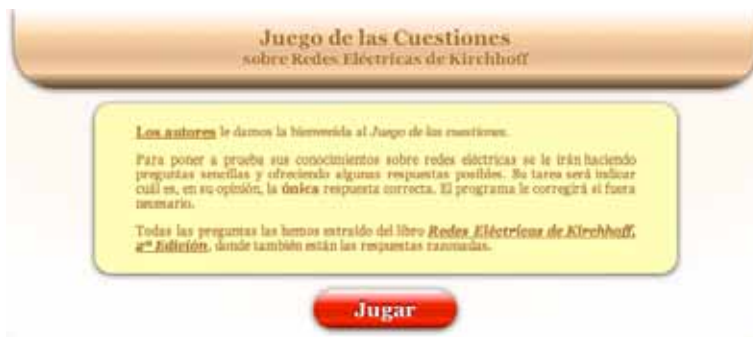 Juego de las Cuestiones
sobre Redes Eléctricas de Kirchhoff
Los autores le damos la bienvenida al Juego de las cuestiones.
Para poner a prueba sus conocimientos sobre redes eléctricas se le irán haciendo
preguntas sencillas y ofreciendo algunas respuestas posibles. Su tarea será indicar
cuál es, en su opinión, la única respuesta correcta. El programa le corregirá si fuera
necesario.
Todas las preguntas las hemos extraído del libro Redes Eléctricas de Kirchhoff,
2ª Edición, donde también están las respuestas razonadas.
Jugar